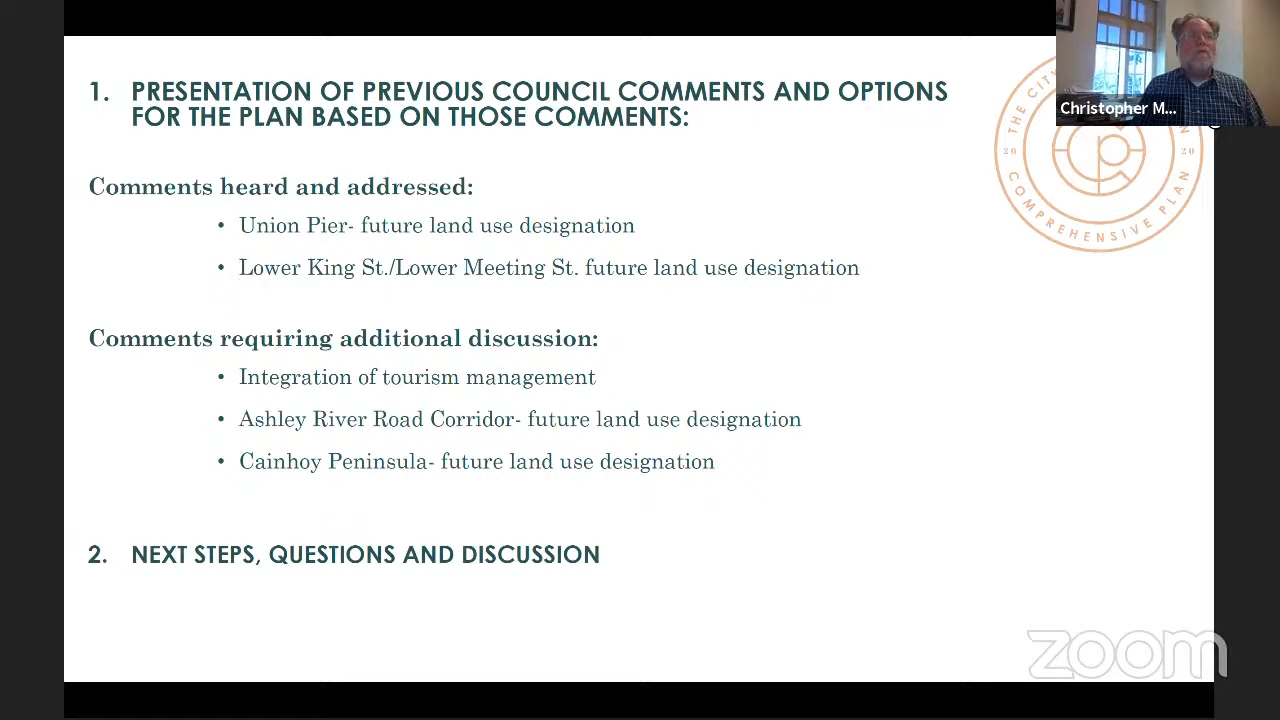 1. PRESENTATION OF PREVIOUS COUNCIL COMMENTS AND OPTIONS
FOR THE PLAN BASED ON THOSE COMMENTS:
Christopher M...
THE CITY
N
20 20
COMPREHENSIVE PLAN
Comments heard and addressed:
• Union Pier- future land use designation
• Lower King St./Lower Meeting St. future land use designation
Comments requiring additional discussion:
• Integration of tourism management
• Ashley River Road Corridor- future land use designation
• Cainhoy Peninsula- future land use designation
2. NEXT STEPS, QUESTIONS AND DISCUSSION
zoom